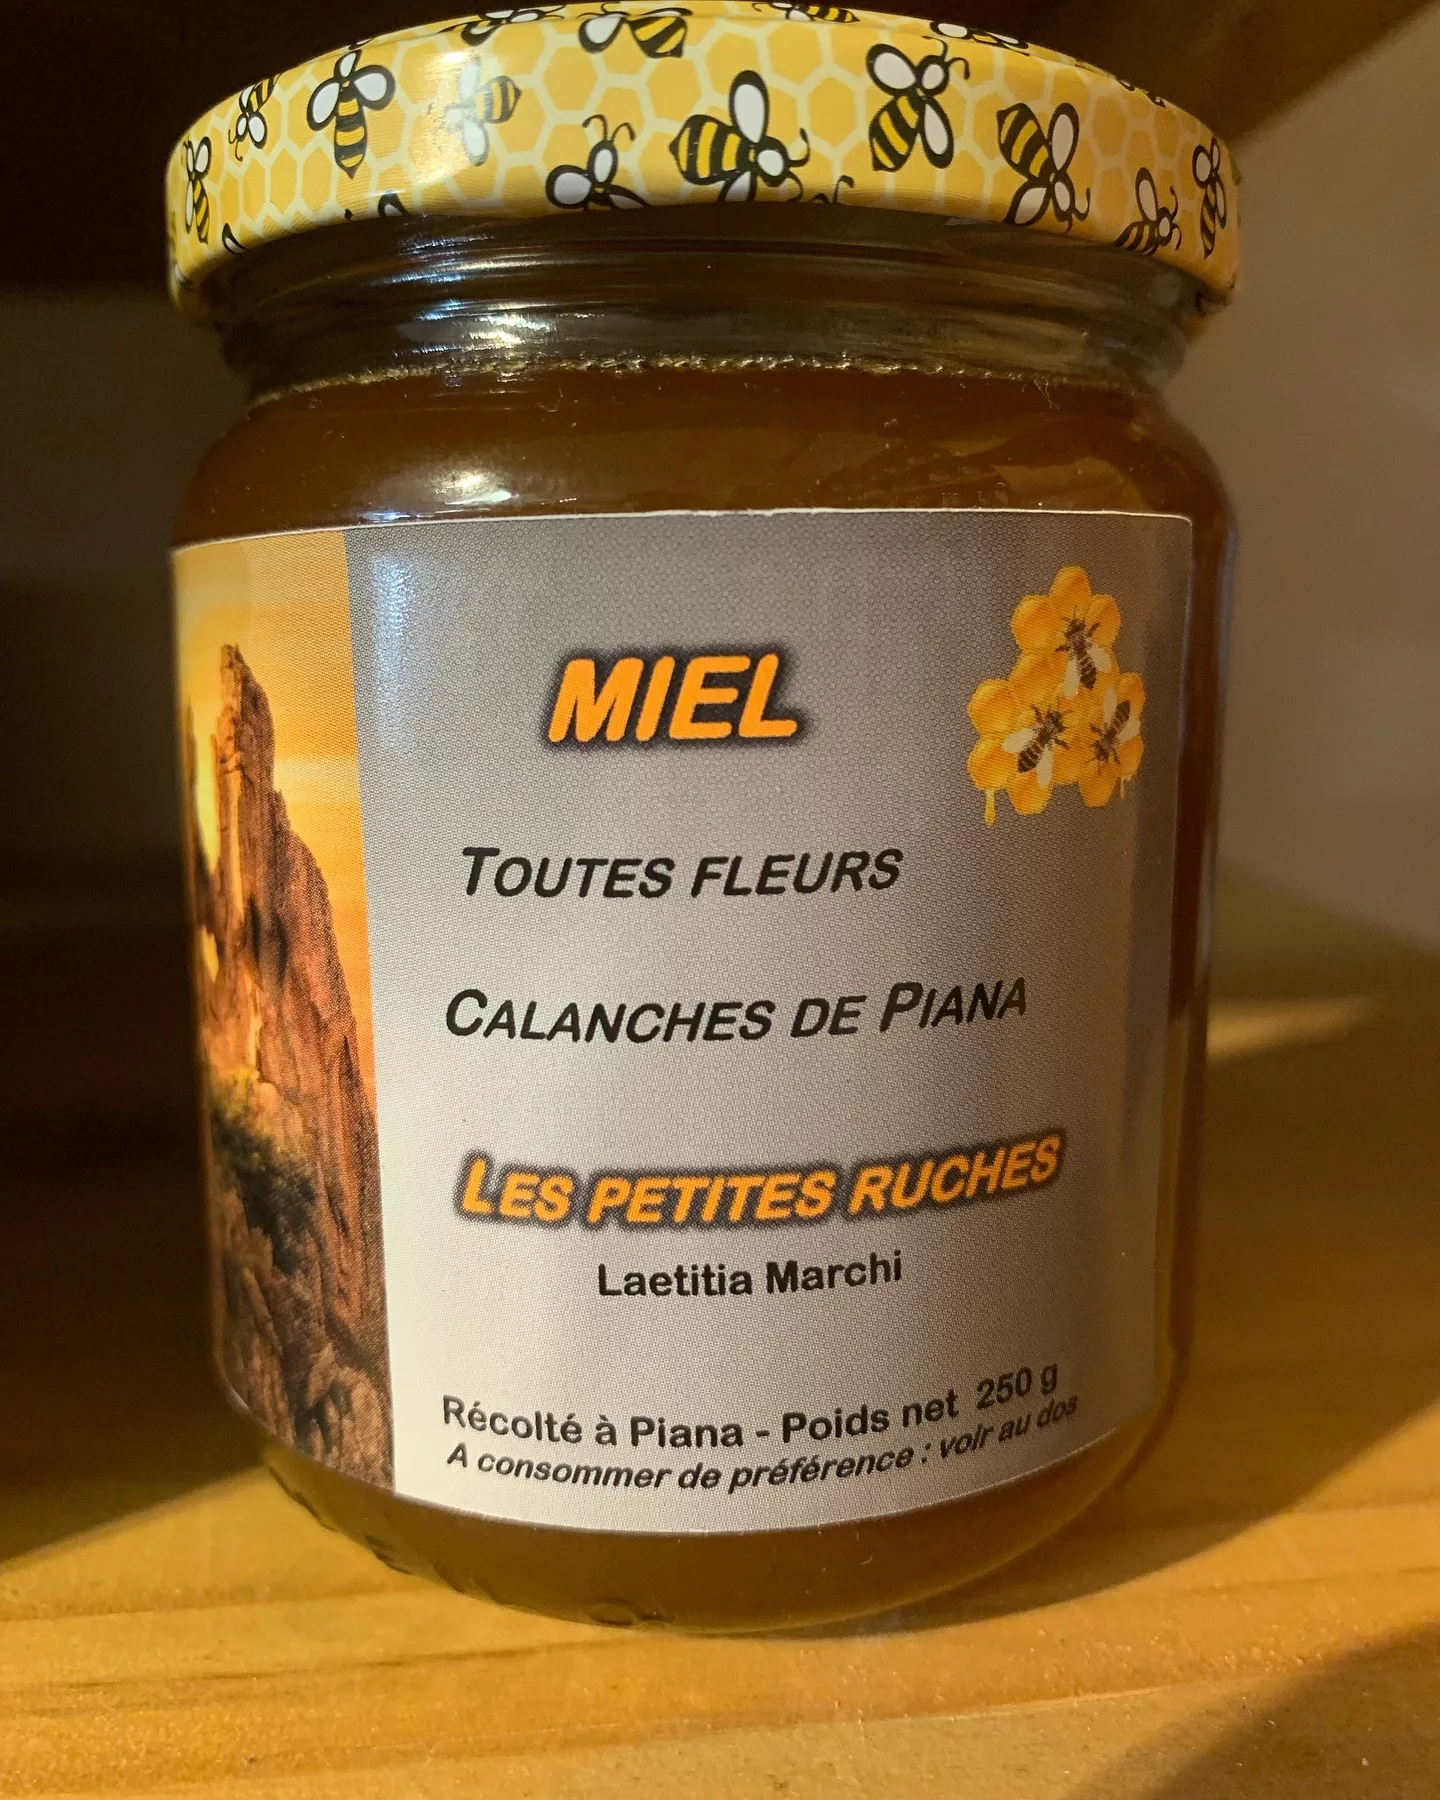 MIEL
TOUTES FLEURS
CALANCHES DE PIANA
LES PETITES RUCHES
Laetitia Marchi
Récolté à Piana - Poids net 250 g
A consommer de préférence : voir au dos